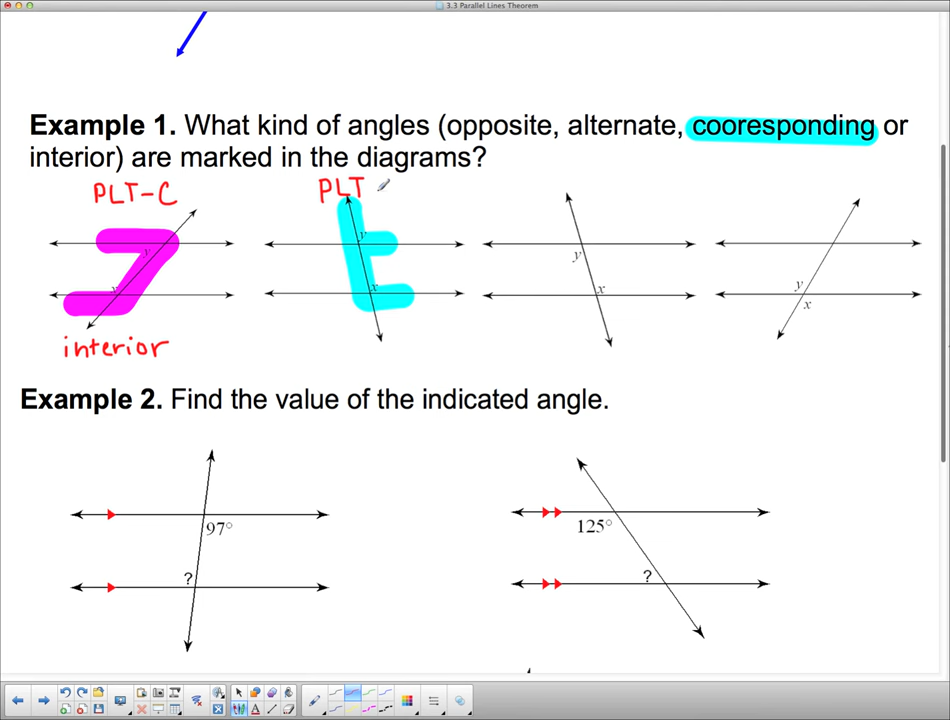 3.3 Parallel Lines Theorem
Example 1. What kind of angles (opposite, alternate, cooresponding or
interior) are marked in the diagrams?
PLT-C
PLT
y
x
y
x
y
x
y
x
interior
Example 2. Find the value of the indicated angle.
97°
?
125°
?
A